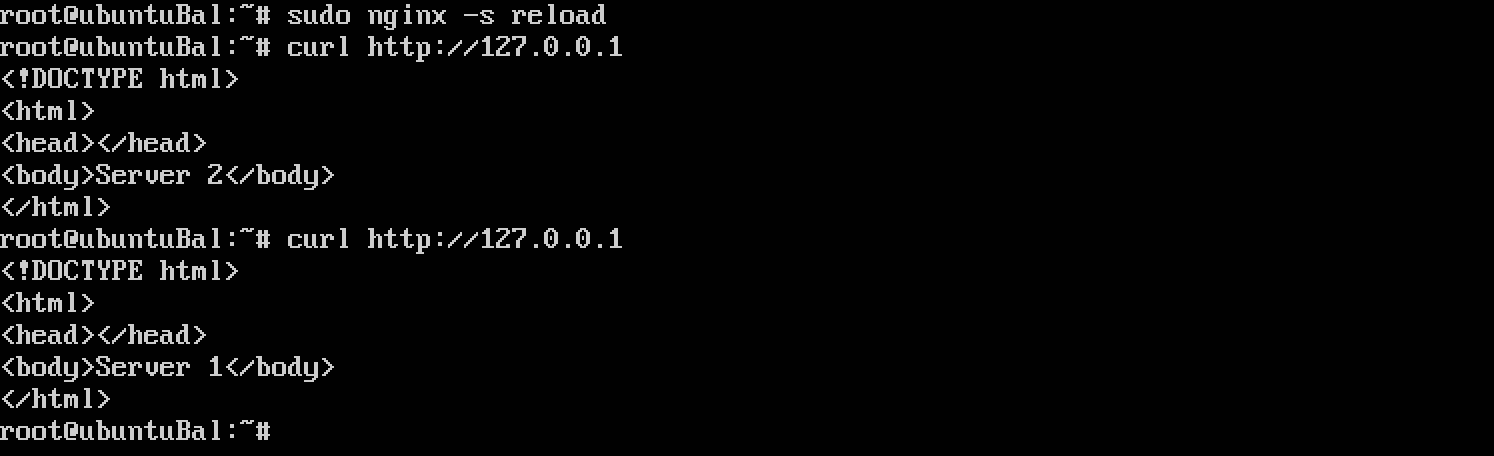 root@ubuntuBal:~# sudo nginx -s reload
root@ubuntuBal:~# curl http://127.0.0.1
<!DOCTYPE html>
<html>
<head></head>
<body>Server 2</body>
</html>
root@ubuntuBal:~# curl http://127.0.0.1
<!DOCTYPE html>
<html>
<head></head>
<body>Server 1</body>
</html>
root@ubuntuBal:~#